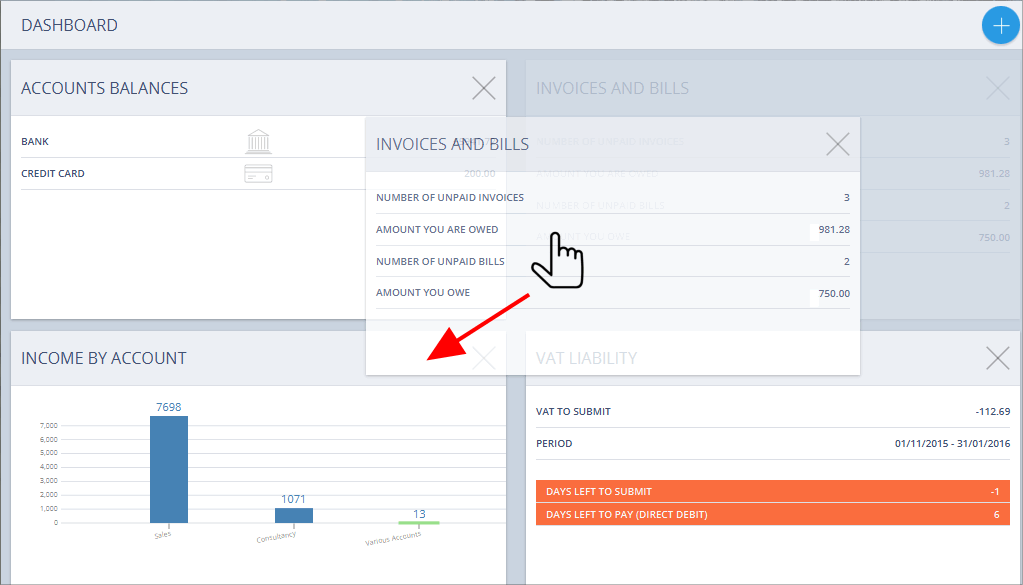 DASHBOARD
ACCOUNTS BALANCES
BANK
CREDIT CARD
200.00
INVOICES AND BILLS
NUMBER OF UNPAID INVOICES 3
AMOUNT YOU ARE OWED 981.28
NUMBER OF UNPAID BILLS 2
AMOUNT YOU OWE 750.00
INVOICES AND BILLS
NUMBER OF UNPAID INVOICES 3
AMOUNT YOU ARE OWED 981.28
NUMBER OF UNPAID BILLS 2
AMOUNT YOU OWE 750.00
INCOME BY ACCOUNT
7698
1071
13
7,000
6,000
5,000
4,000
3,000
2,000
1,000
0
Sales
Consultancy
Various Accounts
VAT LIABILITY
VAT TO SUBMIT -112.69
PERIOD 01/11/2015 - 31/01/2016
DAYS LEFT TO SUBMIT -1
DAYS LEFT TO PAY (DIRECT DEBIT) 6